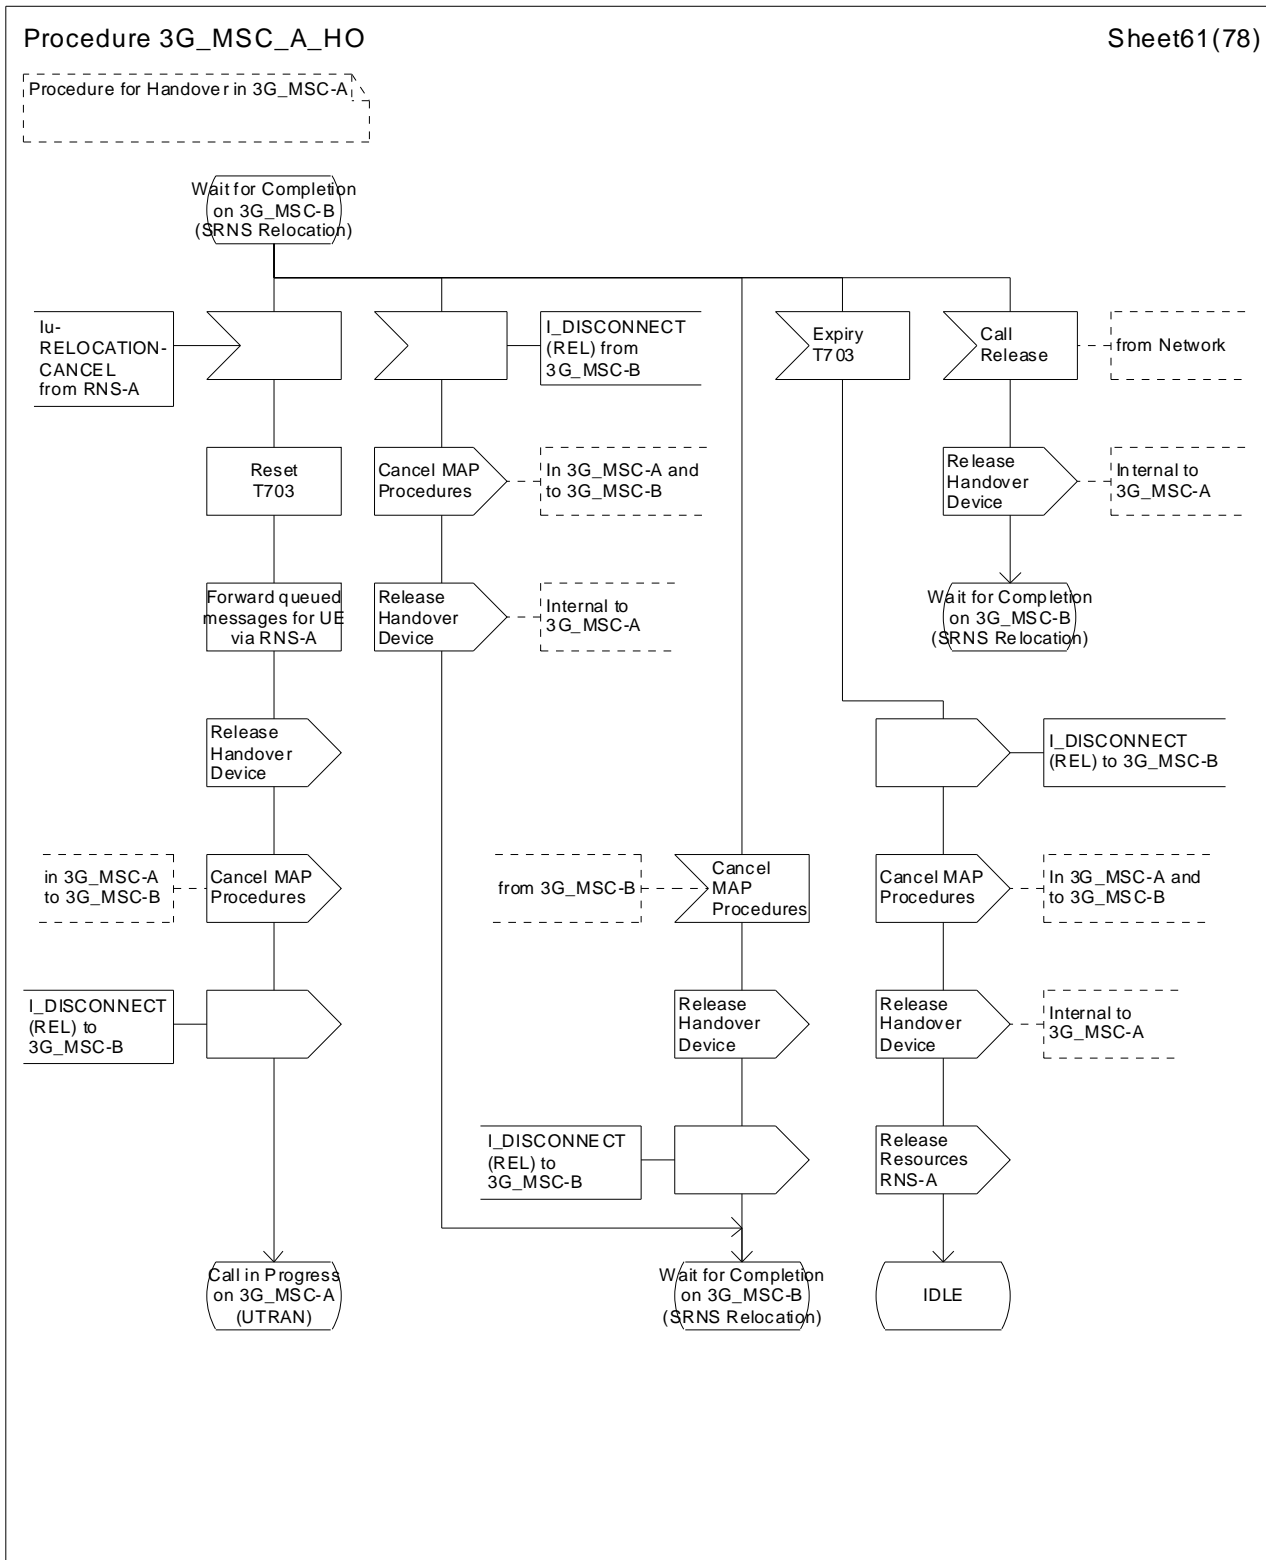 Procedure 3G_MSC_A_HO
Sheet61(78)
Procedure for Handover in 3G_MSC-A
Wait for Completion
on 3G_MSC-B
(SRNS Relocation)
Iu-
RELOCATION-
CANCEL
from RNS-A
I_DISCONNECT
(REL) from
3G_MSC-B
Expiry
T703
Call
Release
from Network
Reset
T703
Cancel MAP
Procedures
In 3G_MSC-A and
to 3G_MSC-B
Release
Handover
Device
Internal to
3G_MSC-A
Forward queued
messages for UE
via RNS-A
Release
Handover
Device
Internal to
3G_MSC-A
Wait for Completion
on 3G_MSC-B
(SRNS Relocation)
Release
Handover
Device
I_DISCONNECT
(REL) to 3G_MSC-B
in 3G_MSC-A
to 3G_MSC-B
Cancel MAP
Procedures
from 3G_MSC-B
Cancel
MAP
Procedures
Cancel MAP
Procedures
In 3G_MSC-A and
to 3G_MSC-B
I_DISCONNECT
(REL) to
3G_MSC-B
Release
Handover
Device
Release
Handover
Device
Internal to
3G_MSC-A
I_DISCONNECT
(REL) to
3G_MSC-B
Release
Resources
RNS-A
Call in Progress
on 3G_MSC-A
(UTRAN)
Wait for Completion
on 3G_MSC-B
(SRNS Relocation)
IDLE